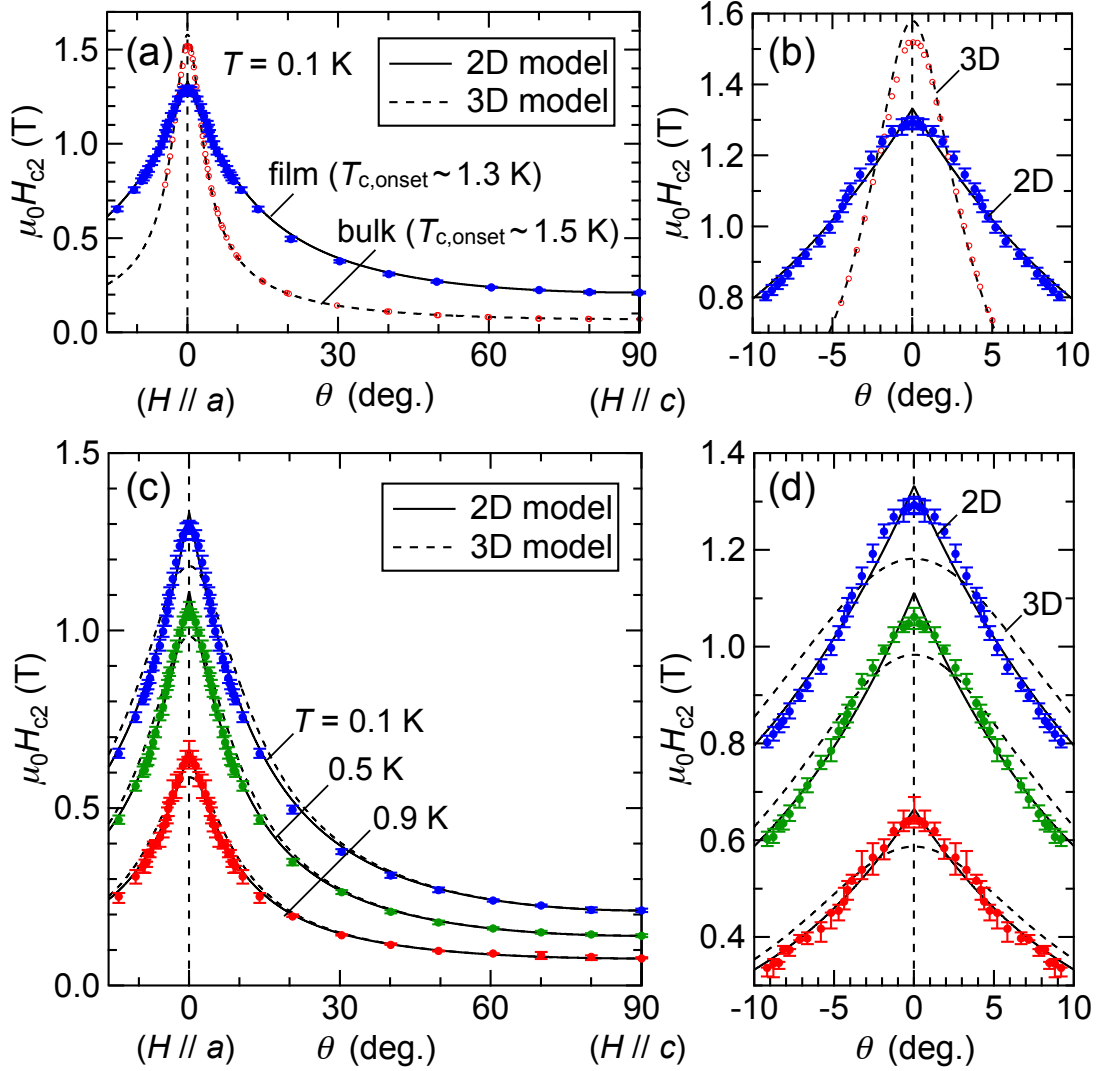 (a)
T = 0.1 K
2D model
3D model
film (Tc,onset ~ 1.3 K)
bulk (Tc,onset ~ 1.5 K)
μ0Hc2 (T)
1.5
1.0
0.5
0.0
0
30
60
90
(H // a)
θ (deg.)
(H // c)
(b)
3D
2D
μ0Hc2 (T)
1.6
1.4
1.2
1.0
0.8
-10
-5
0
5
10
θ (deg.)
(c)
2D model
3D model
T = 0.1 K
0.5 K
0.9 K
μ0Hc2 (T)
1.5
1.0
0.5
0.0
0
30
60
90
(H // a)
θ (deg.)
(H // c)
(d)
2D
3D
μ0Hc2 (T)
1.4
1.2
1.0
0.8
0.6
0.4
-10
-5
0
5
10
θ (deg.)